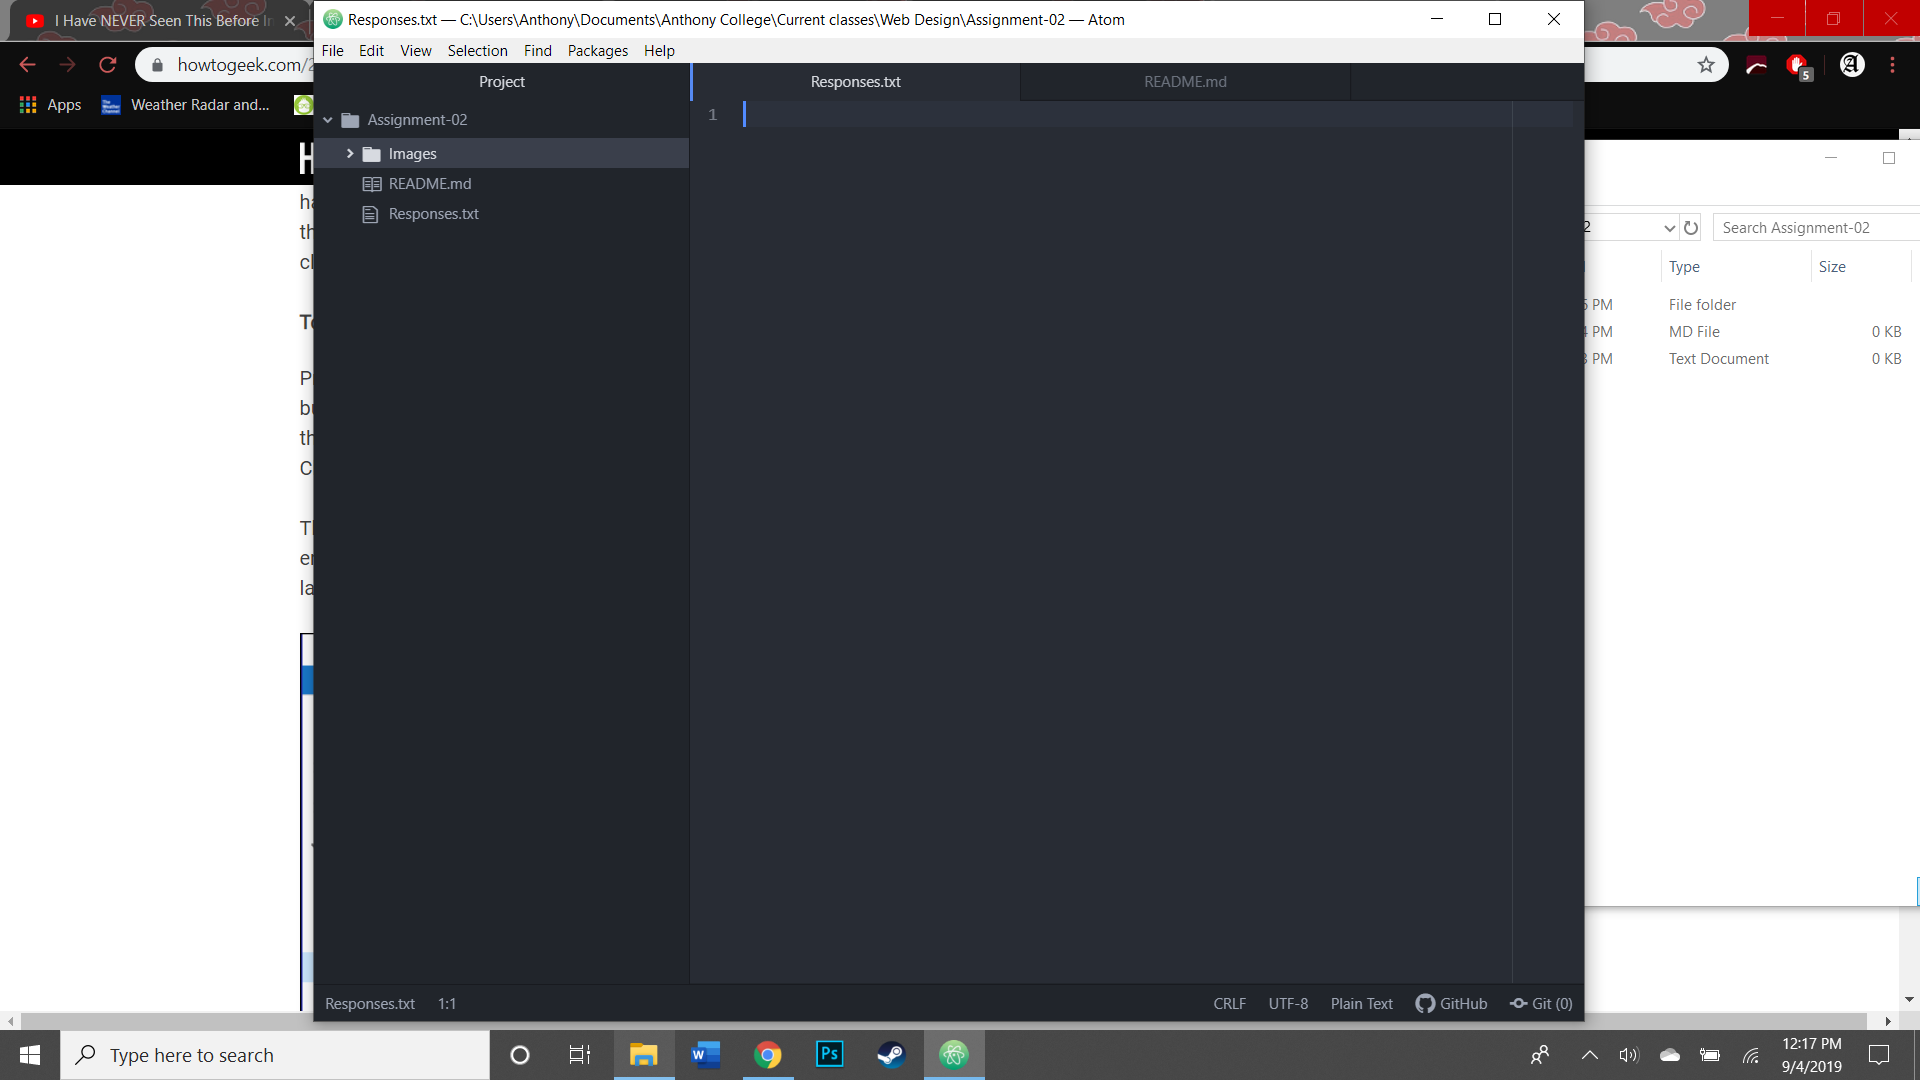 I Have NEVER Seen This Before In
Responses.txt — C:\Users\Anthony\Documents\Anthony College\Current classes\Web Design\Assignment-02 — Atom
File Edit View Selection Find Packages Help
howtogeek.com/2
5
Apps
Weather Radar and...
Project
Responses.txt
README.md
Assignment-02
Images
README.md
Responses.txt
1
H
2
Search Assignment-02
Type
Size
PM
File folder
PM
MD File
0 KB
PM
Text Document
0 KB
Responses.txt 1:1
CRLF UTF-8 Plain Text GitHub Git (0)
Type here to search
Ps
12:17 PM
9/4/2019